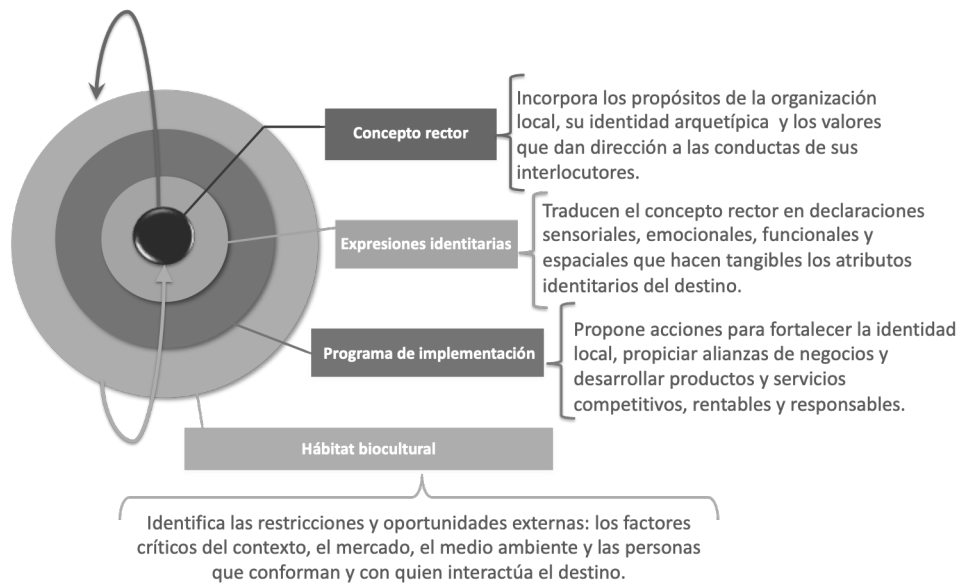 Concepto rector
Incorpora los propósitos de la organización
local, su identidad arquetípica y los valores
que dan dirección a las conductas de sus
interlocutores.
Expresiones identitarias
Traducen el concepto rector en declaraciones
sensoriales, emocionales, funcionales y
espaciales que hacen tangibles los atributos
identitarios del destino.
Programa de implementación
Propone acciones para fortalecer la identidad
local, propiciar alianzas de negocios y
desarrollar productos y servicios
competitivos, rentables y responsables.
Hábitat biocultural
Identifica las restricciones y oportunidades externas: los factores
críticos del contexto, el mercado, el medio ambiente y las personas
que conforman y con quien interactúa el destino.